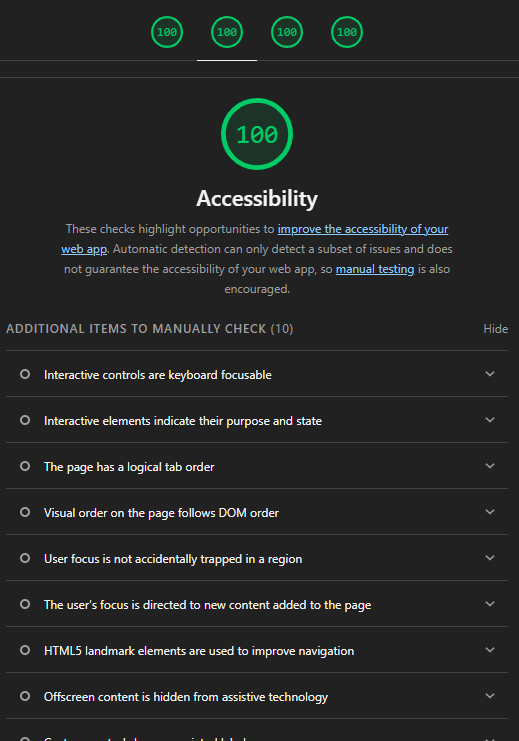 100 100 100 100
100
Accessibility
These checks highlight opportunities to improve the accessibility of your
web app. Automatic detection can only detect a subset of issues and does
not guarantee the accessibility of your web app, so manual testing is also
encouraged.
ADDITIONAL ITEMS TO MANUALLY CHECK (10) Hide
Interactive controls are keyboard focusable
Interactive elements indicate their purpose and state
The page has a logical tab order
Visual order on the page follows DOM order
User focus is not accidentally trapped in a region
The user's focus is directed to new content added to the page
HTML5 landmark elements are used to improve navigation
Offscreen content is hidden from assistive technology